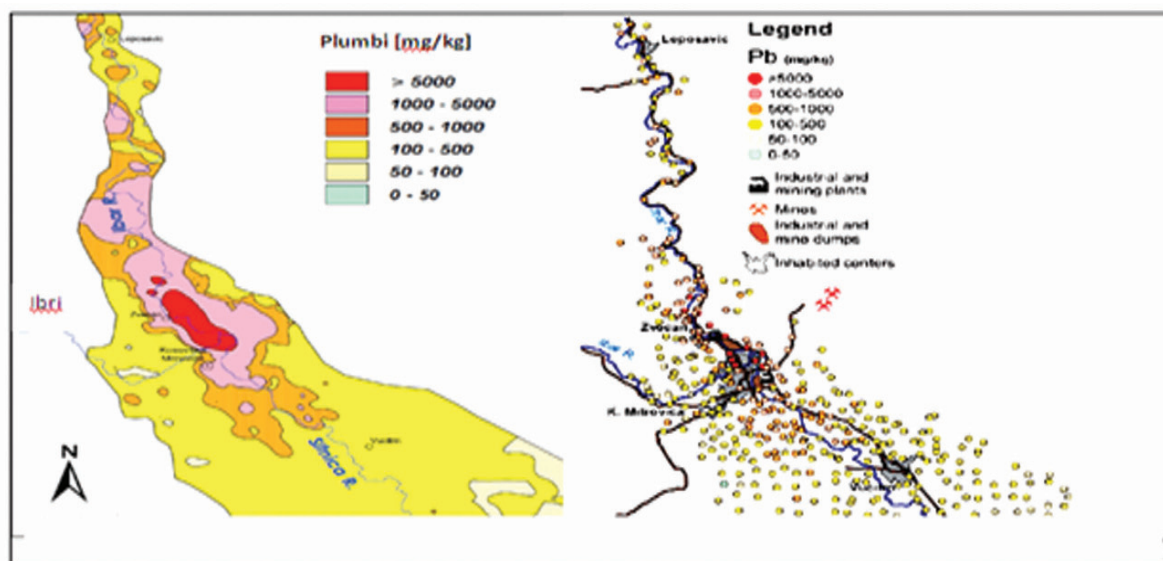 Leposavic
Plumbi [mg/kg]
> 5000
1000 - 5000
500 - 1000
100 - 500
50 - 100
0 - 50
Ibar R.
Ibri
Sitnica R.
N
Leposavic
Zvecan
Ibar R.
K. Mitrovica
Legend
Pb (mg/kg)
>5000
1000-5000
500-1000
100-500
50-100
0-50
Industrial and
mining plants
Mines
Industrial and
mine dumps
Inhabited centers